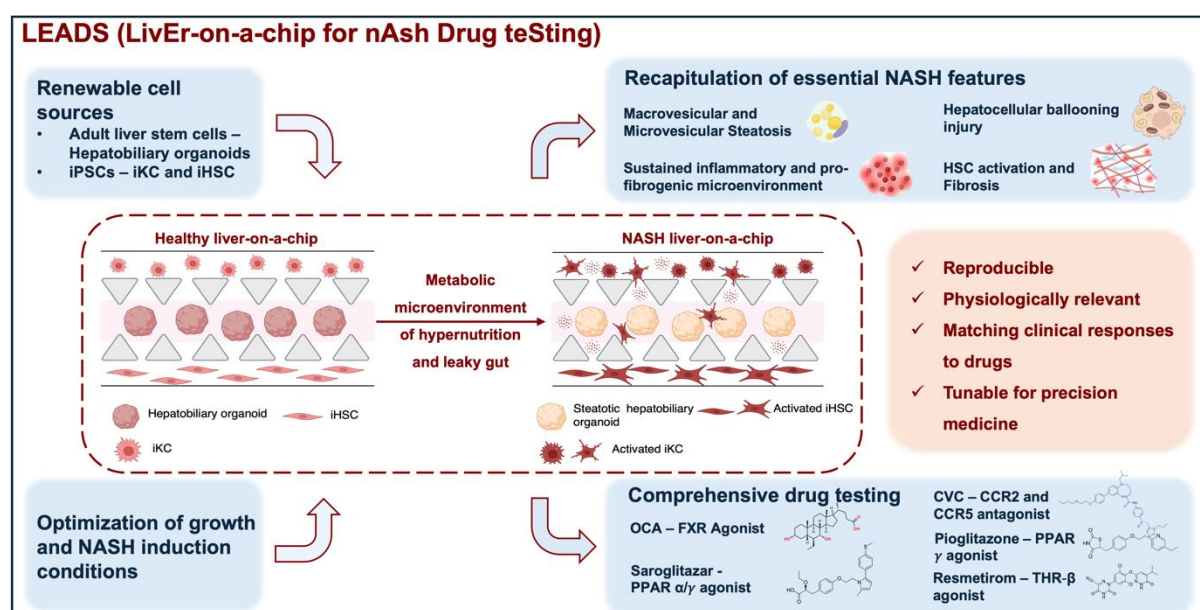 LEADS (LivEr-on-a-chip for nAsh Drug teSting)
Renewable cell
sources
• Adult liver stem cells –
Hepatobiliary organoids
• iPSCs – iKC and iHSC
Recapitulation of essential NASH features
Macrovesicular and
Microvesicular Steatosis
Hepatocellular ballooning
injury
Sustained inflammatory and pro-
fibrogenic microenvironment
HSC activation and
Fibrosis
Healthy liver-on-a-chip
Metabolic
microenvironment
of hypernutrition
and leaky gut
NASH liver-on-a-chip
Hepatobiliary organoid
iHSC
iKC
Steatotic hepatobiliary
organoid
Activated iHSC
Activated iKC
✓ Reproducible
✓ Physiologically relevant
✓ Matching clinical responses
to drugs
✓ Tunable for precision
medicine
Optimization of growth
and NASH induction
conditions
Comprehensive drug testing
OCA – FXR Agonist
Saroglitazar -
PPAR α/γ agonist
CVC – CCR2 and
CCR5 antagonist
Pioglitazone – PPAR
γ agonist
Resmetirom – THR-β
agonist